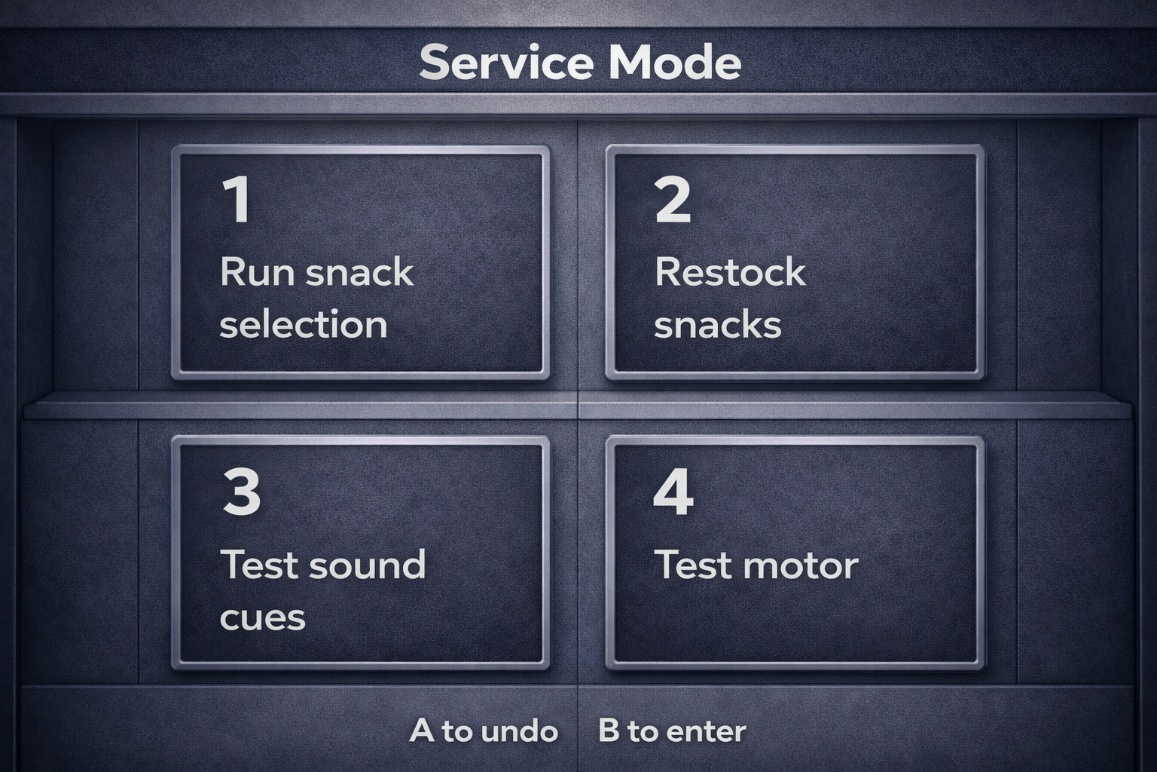 Service Mode
1
Run snack
selection
2
Restock
snacks
3
Test sound
cues
4
Test motor
A to undo
B to enter